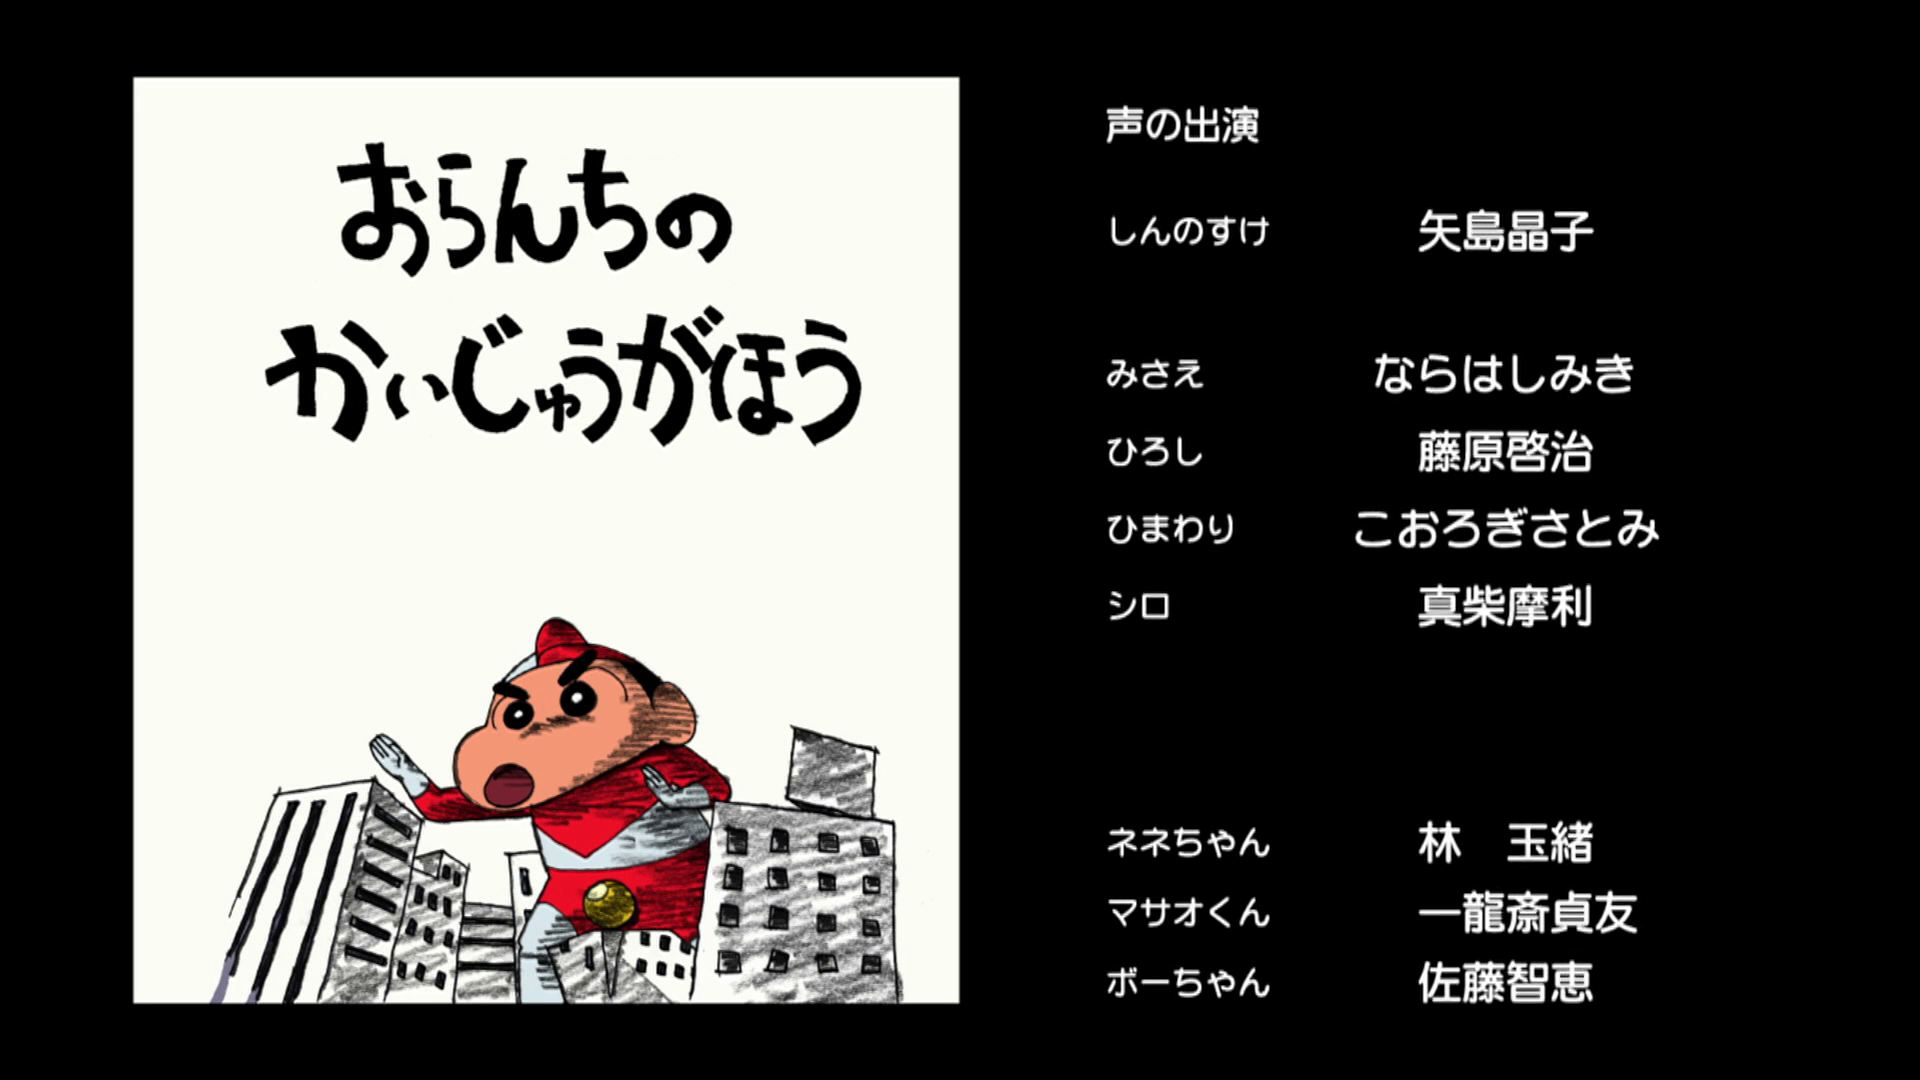 おらんちの
かいじゅうがほう
声の出演
しんのすけ 矢島晶子
みさえ ならはしみき
ひろし 藤原啓治
ひまわり こおろぎさとみ
シロ 真柴摩利
ネネちゃん 林　玉緒
マサオくん 一龍斎貞友
ボーちゃん 佐藤智恵